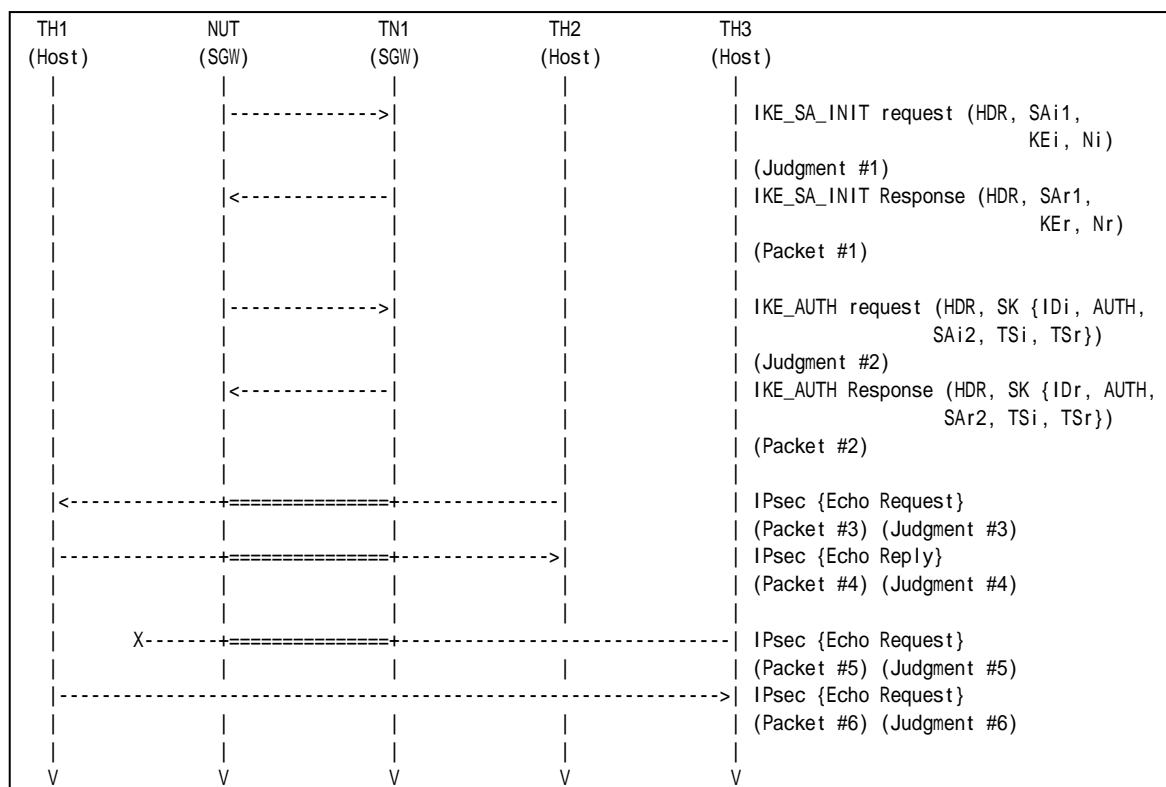 TH1 NUT TN1 TH2 TH3
(Host) (SGW) (SGW) (Host) (Host)
IKE_SA_INIT request (HDR, SAi1,
KEi, Ni)
(Judgment #1)
IKE_SA_INIT Response (HDR, SAr1,
KEr, Nr)
(Packet #1)
IKE_AUTH request (HDR, SK {IDi, AUTH,
SAi2, TSi, TSr})
(Judgment #2)
IKE_AUTH Response (HDR, SK {IDr, AUTH,
SAr2, TSi, TSr})
(Packet #2)
IPsec {Echo Request}
(Packet #3) (Judgment #3)
IPsec {Echo Reply}
(Packet #4) (Judgment #4)
X IPsec {Echo Request}
(Packet #5) (Judgment #5)
IPsec {Echo Request}
(Packet #6) (Judgment #6)
V V V V V